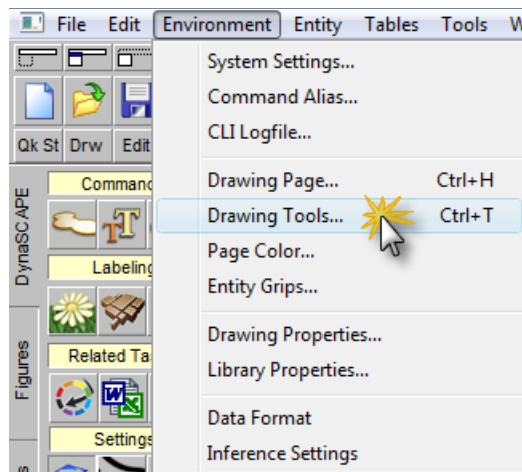 File Edit Environment Entity Tables Tools
System Settings...
Command Alias...
CLI Logfile...
Qk St Drw Edit
Drawing Page... Ctrl+H
Drawing Tools... Ctrl+T
Page Color...
Entity Grips...
Drawing Properties...
Library Properties...
Data Format
Inference Settings
Command
Labeling
Related Ta
Settings
DynaSCAPE
Figures